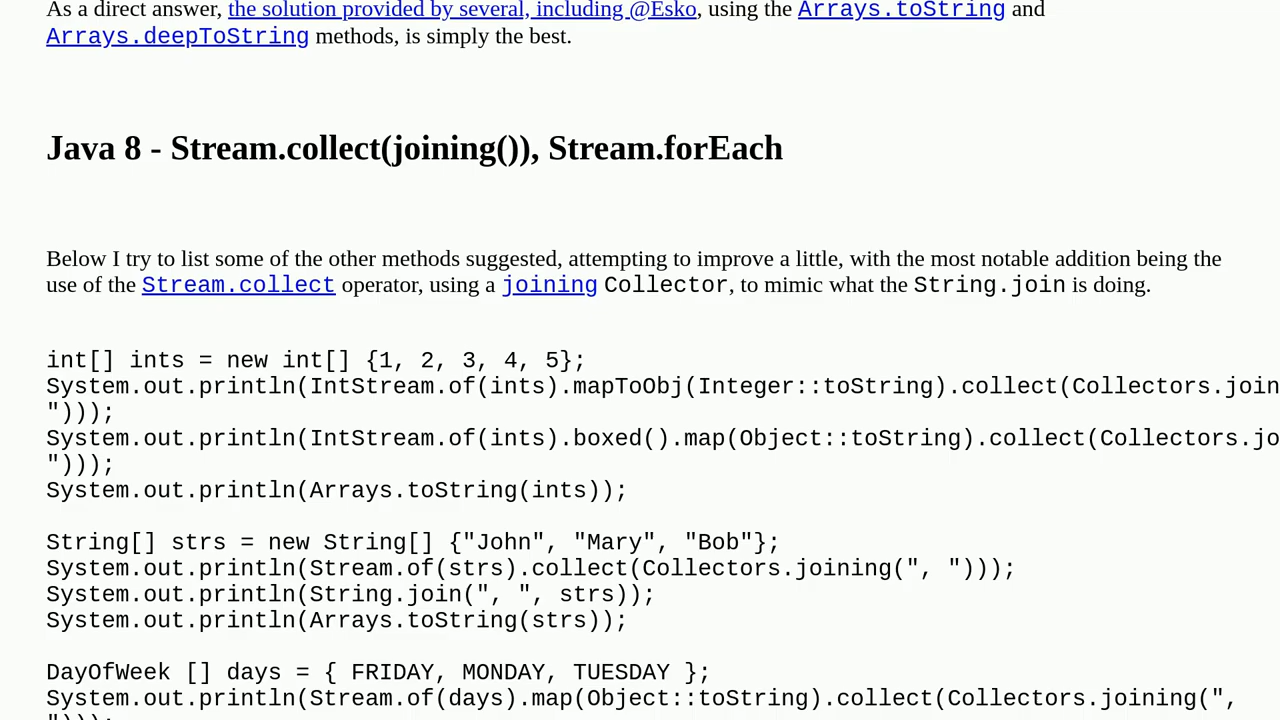 As a direct answer, the solution provided by several, including @Esko, using the Arrays.toString and
Arrays.deepToString methods, is simply the best.
Java 8 - Stream.collect(joining()), Stream.forEach
Below I try to list some of the other methods suggested, attempting to improve a little, with the most notable addition being the
use of the Stream.collect operator, using a joining Collector, to mimic what the String.join is doing.
int[] ints = new int[] {1, 2, 3, 4, 5};
System.out.println(IntStream.of(ints).mapToObj(Integer::toString).collect(Collectors.join
")));
System.out.println(IntStream.of(ints).boxed().map(Object::toString).collect(Collectors.jo
")));
System.out.println(Arrays.toString(ints));
String[] strs = new String[] {"John", "Mary", "Bob"};
System.out.println(Stream.of(strs).collect(Collectors.joining(", ")));
System.out.println(String.join(", ", strs));
System.out.println(Arrays.toString(strs));
DayOfWeek [] days = { FRIDAY, MONDAY, TUESDAY };
System.out.println(Stream.of(days).map(Object::toString).collect(Collectors.joining(",
")));